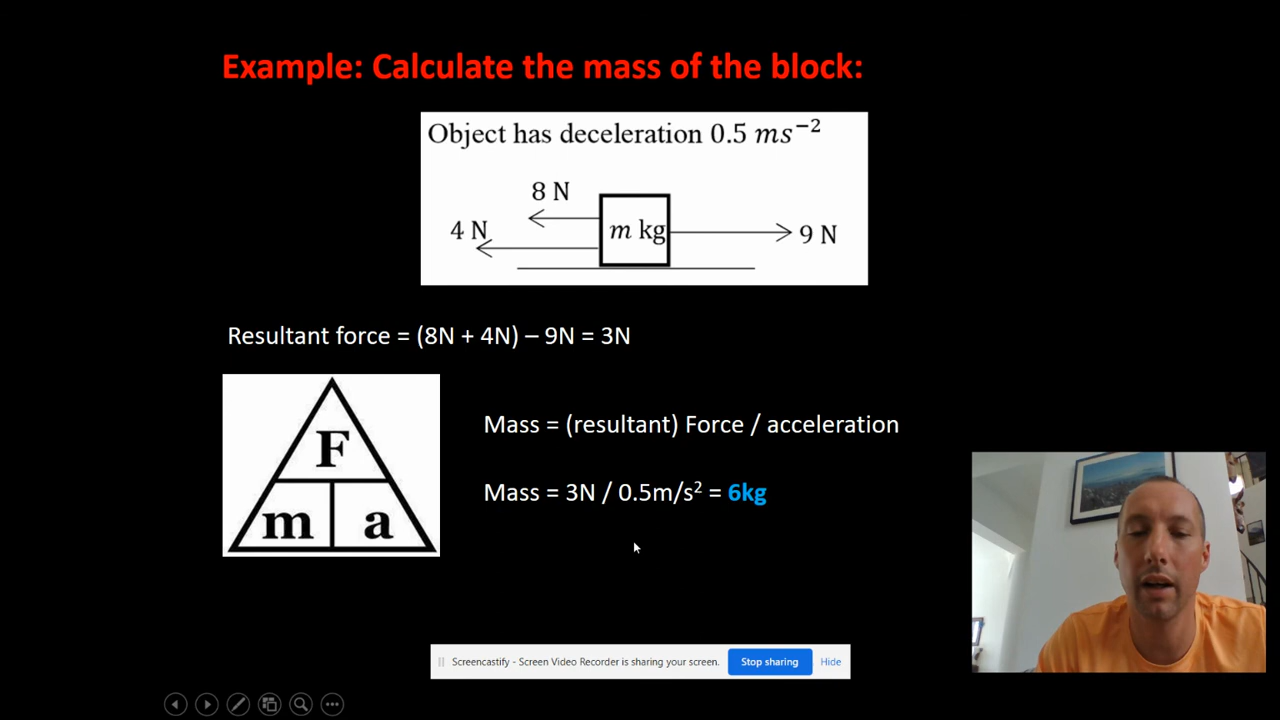 Example: Calculate the mass of the block:
Object has deceleration 0.5 ms⁻²
8 N
4 N
m kg
9 N
Resultant force = (8N + 4N) – 9N = 3N
F
m a
Mass = (resultant) Force / acceleration
Mass = 3N / 0.5m/s² = 6kg
Screencastify - Screen Video Recorder is sharing your screen. Stop sharing Hide